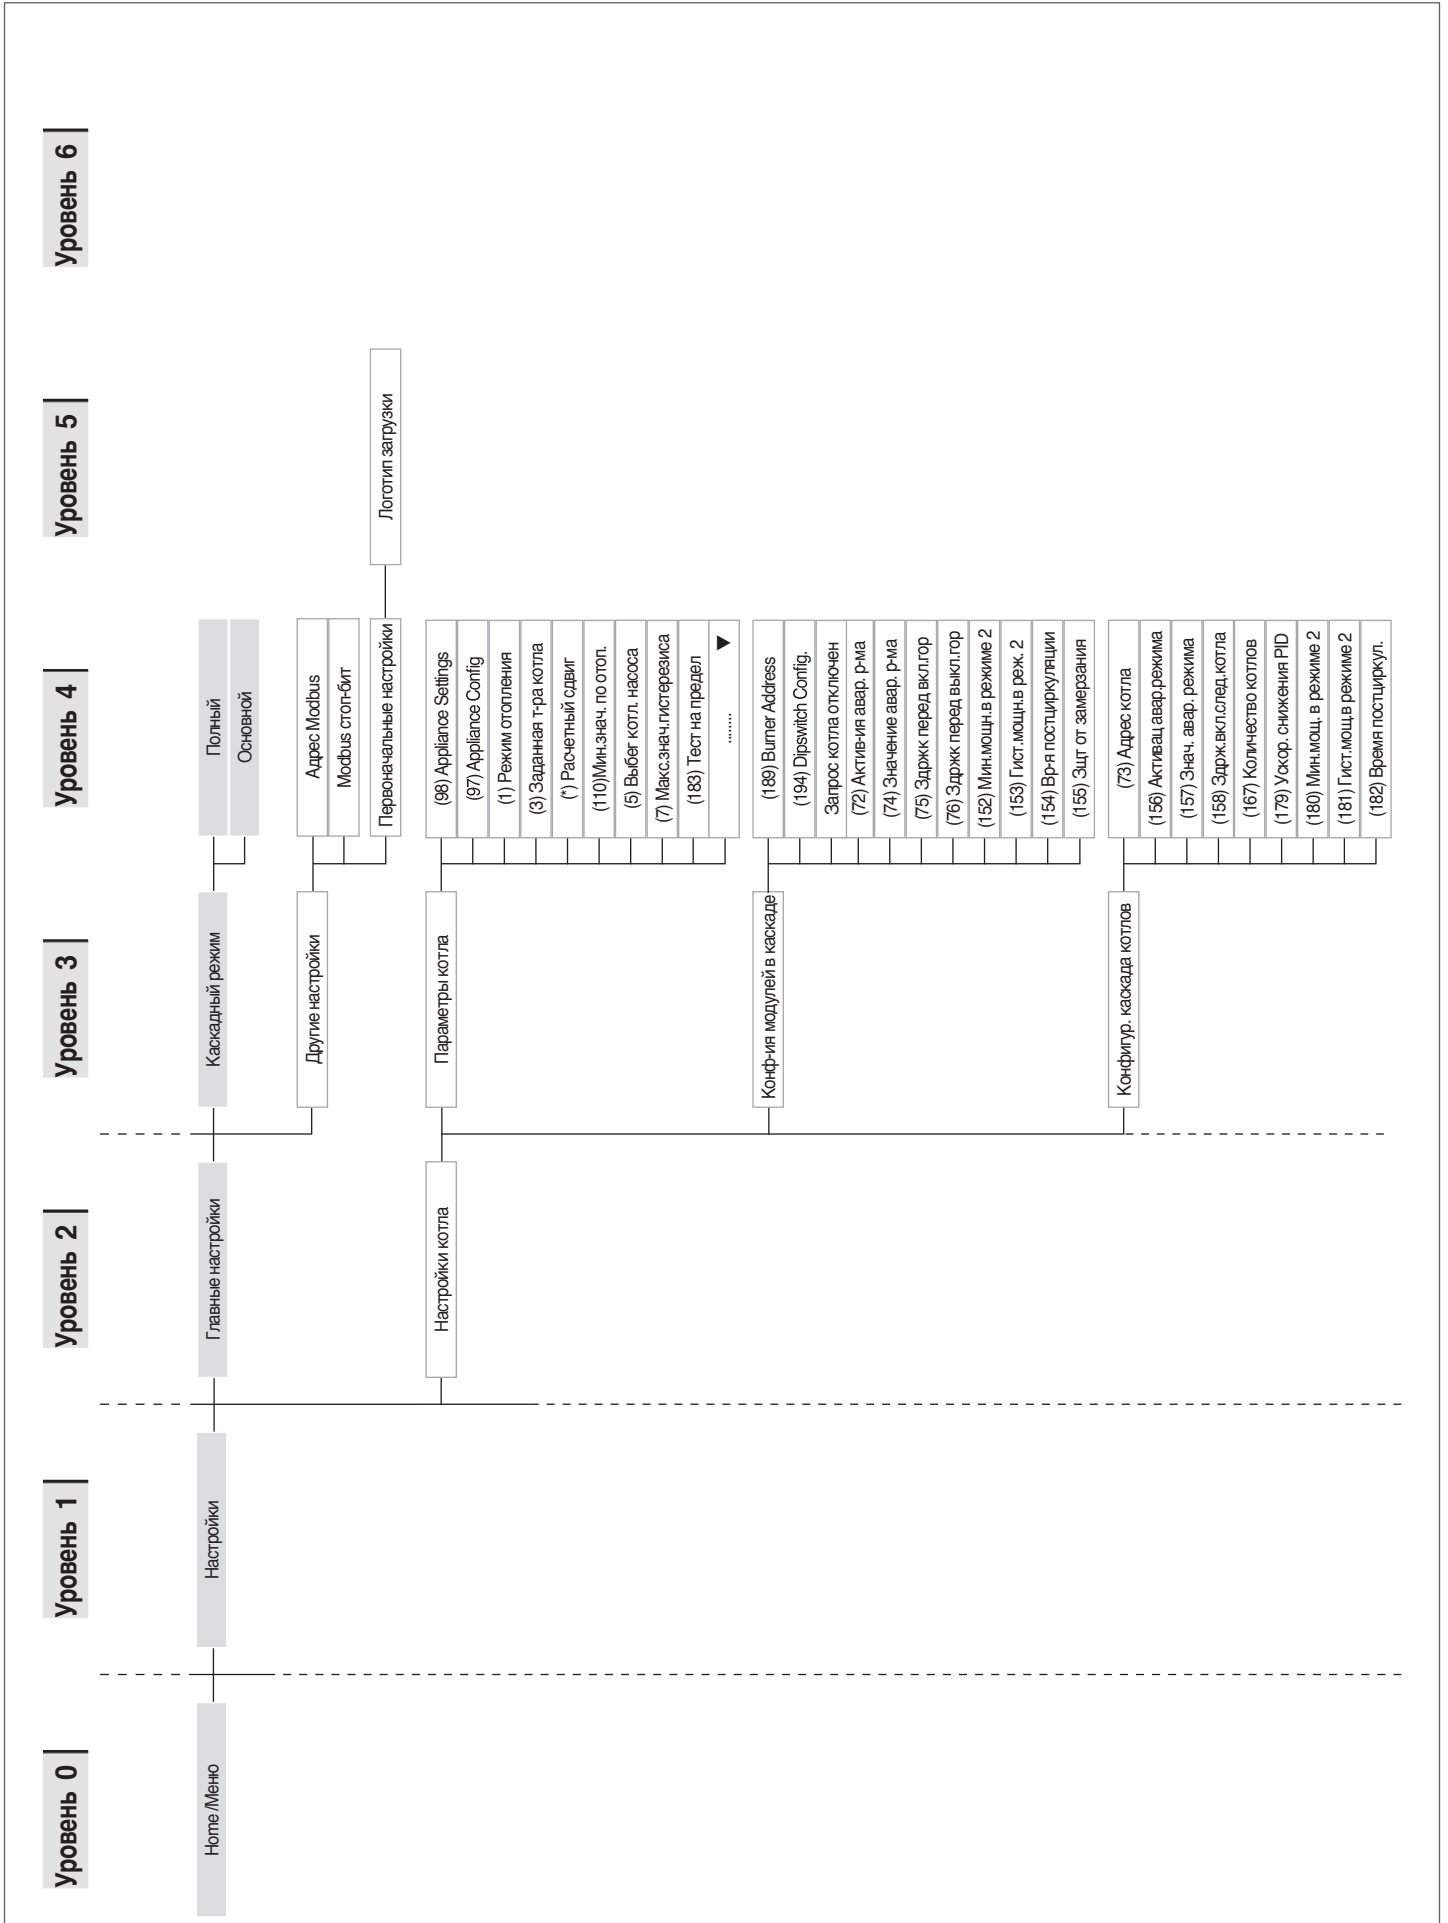 Уровень 0
Уровень 1
Уровень 2
Уровень 3
Уровень 4
Уровень 5
Уровень 6
Home /Меню
Настройки
Главные настройки
Каскадный режим
Полный
Основной
Другие настройки
Адрес Modbus
Modbus стоп-бит
Первоначальные настройки
Логотип загрузки
Настройки котла
Параметры котла
(98) Appliance Settings
(97) Appliance Config
(1) Режим отопления
(3) Заданная т-ра котла
(*) Расчетный сдвиг
(110)Мин.знач. по отоп.
(5) Выбег котл. насоса
(7) Макс.знач.гистерезиса
(183) Тест на предел
........ ▼
Конф-ия модулей в каскаде
(189) Burner Address
(194) Dipswitch Config.
Запрос котла отключен
(72) Актив-ия авар. р-ма
(74) Значение авар. р-ма
(75) Здржк перед вкл.гор
(76) Здржк перед выкл.гор
(152) Мин.мощн.в режиме 2
(153) Гист.мощн.в реж. 2
(154) Вр-я постциркуляции
(155) Зщт от замерзания
Конфигур. каскада котлов
(73) Адрес котла
(156) Активац авар.режима
(157) Знач. авар. режима
(158) Здрж.вкл.след.котла
(167) Количество котлов
(179) Ускор. снижения PID
(180) Мин.мощ. в режиме 2
(181) Гист.мощ.в режиме 2
(182) Время постциркул.